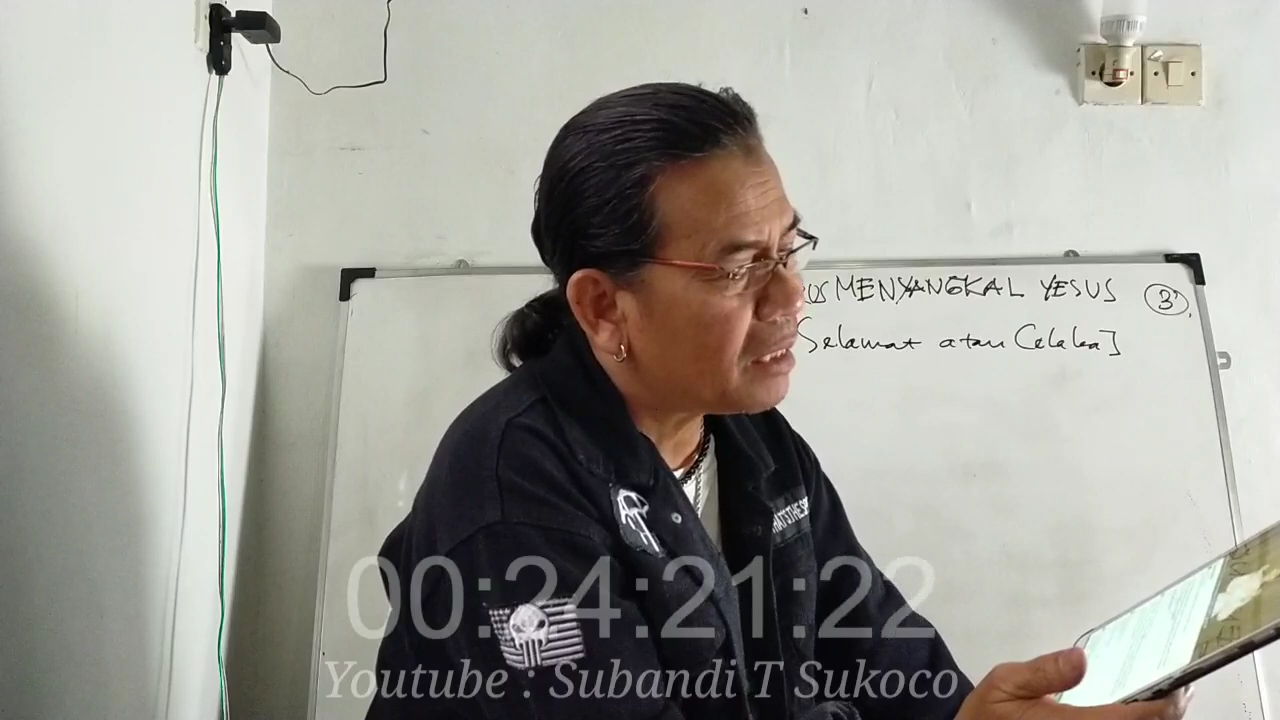 MENYANGKAL YESUS 3
Selamat atau Celaka]
00:24:21:22
Youtube : Subandi T Sukoco